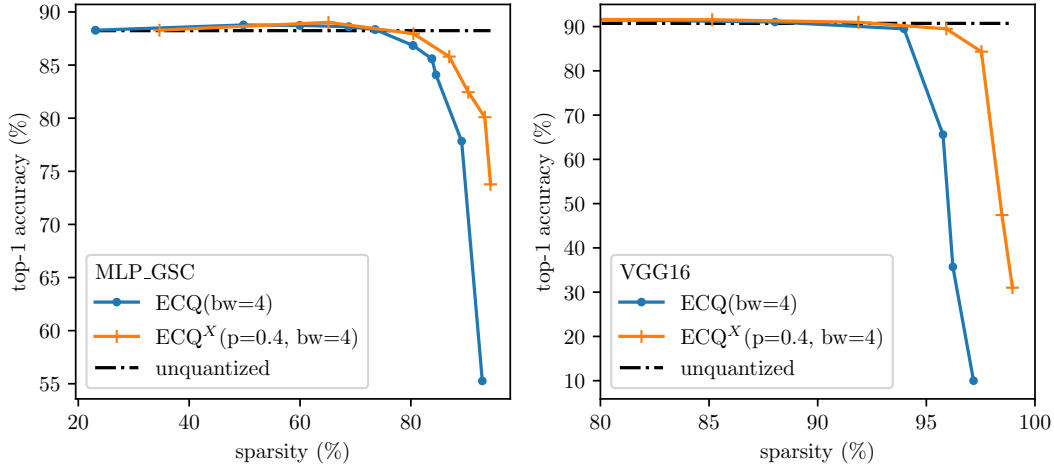 90
85
80
75
70
65
60
55
top-1 accuracy (%)
MLP_GSC
ECQ(bw=4)
ECQ^X(p=0.4, bw=4)
unquantized
20
40
60
80
sparsity (%)
90
80
70
60
50
40
30
20
10
top-1 accuracy (%)
VGG16
ECQ(bw=4)
ECQ^X(p=0.4, bw=4)
unquantized
80
85
90
95
100
sparsity (%)